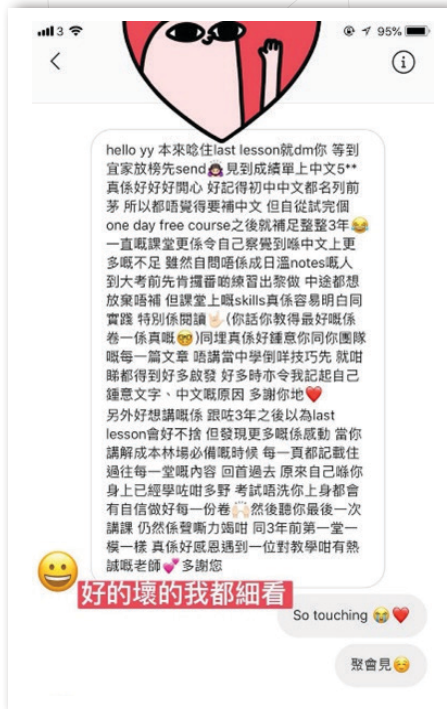 3 95%
hello yy 本來唸住last lesson就dm你 等到
宜家放榜先send🙇🏻‍♀️見到成績單上中文5**
真係好好好開心 好記得初中中文都名列前
茅 所以都唔覺得要補中文 但自從試完個
one day free course之後就補足整整3年😂
一直嘅課堂更係令自己察覺到喺中文上更
多嘅不足 雖然自問唔係成日溫notes嘅人
到大考前先肯攞番啲練習出黎做 中途都想
放棄唔補 但課堂上嘅skills真係容易明白同
實踐 特別係閱讀🤟🏻(你話你教得最好嘅係
卷一係真嘅🤓)同埋真係好鍾意你同你團隊
嘅每一篇文章 唔講當中學倒咩技巧先 就咁
睇都得到好多啟發 好多時亦令我記起自己
鍾意文字、中文嘅原因 多謝你地❤️
另外好想講嘅係 跟咗3年之後以為last
lesson會好不捨 但發現更多嘅係感動 當你
講解成本林場必備嘅時候 每一頁都記載住
過往每一堂嘅內容 回首過去 原來自己喺你
身上已經學咗咁多野 考試唔洗你上身都會
有自信做好每一份卷🙌🏻然後聽你最後一次
講課 仍然係聲嘶力竭咁 同3年前第一堂一
模一樣 真係好感恩遇到一位對教學咁有熱
誠嘅老師💕多謝您
好的壞的我都細看
So touching 😭❤️
聚會見☺️